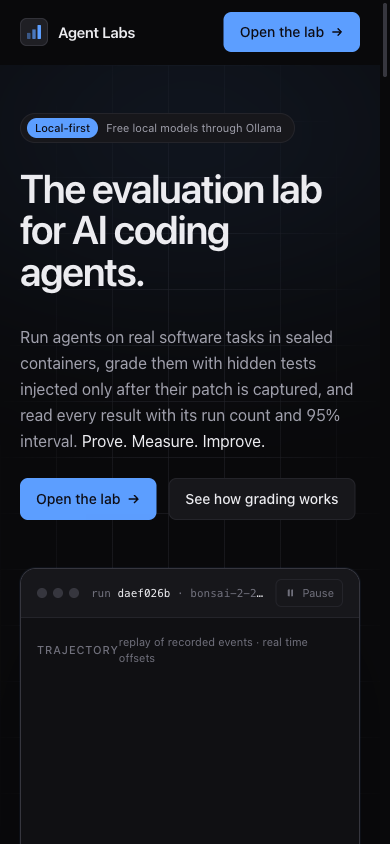 Agent Labs
Open the lab →
Local-first
Free local models through Ollama
The evaluation lab
for AI coding
agents.
Run agents on real software tasks in sealed
containers, grade them with hidden tests
injected only after their patch is captured, and
read every result with its run count and 95%
interval. Prove. Measure. Improve.
Open the lab →
See how grading works
run daef026b · bonsai-2-2…
Pause
TRAJECTORY
replay of recorded events · real time
offsets